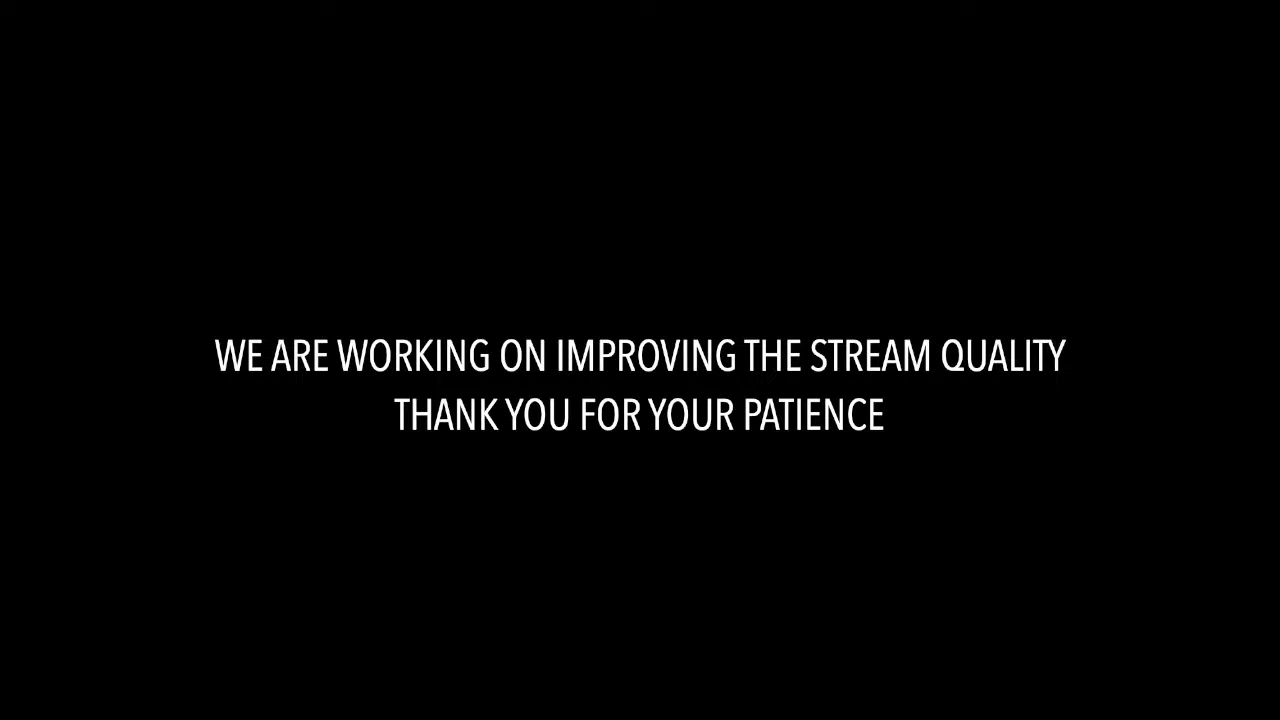 WE ARE WORKING ON IMPROVING THE STREAM QUALITY
THANK YOU FOR YOUR PATIENCE